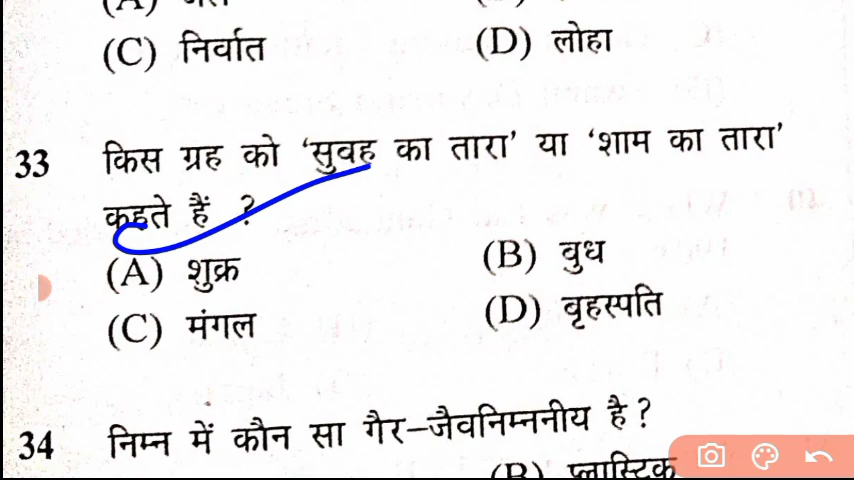 (C) निर्वात (D) लोहा
33 किस ग्रह को ‘सुवह का तारा’ या ‘शाम का तारा’
कहते हैं ?
(A) शुक्र (B) वुध
(C) मंगल (D) बृहस्पति
34 निम्न में कौन सा गैर–जैवनिम्ननीय है ?
(B) प्लास्टिक